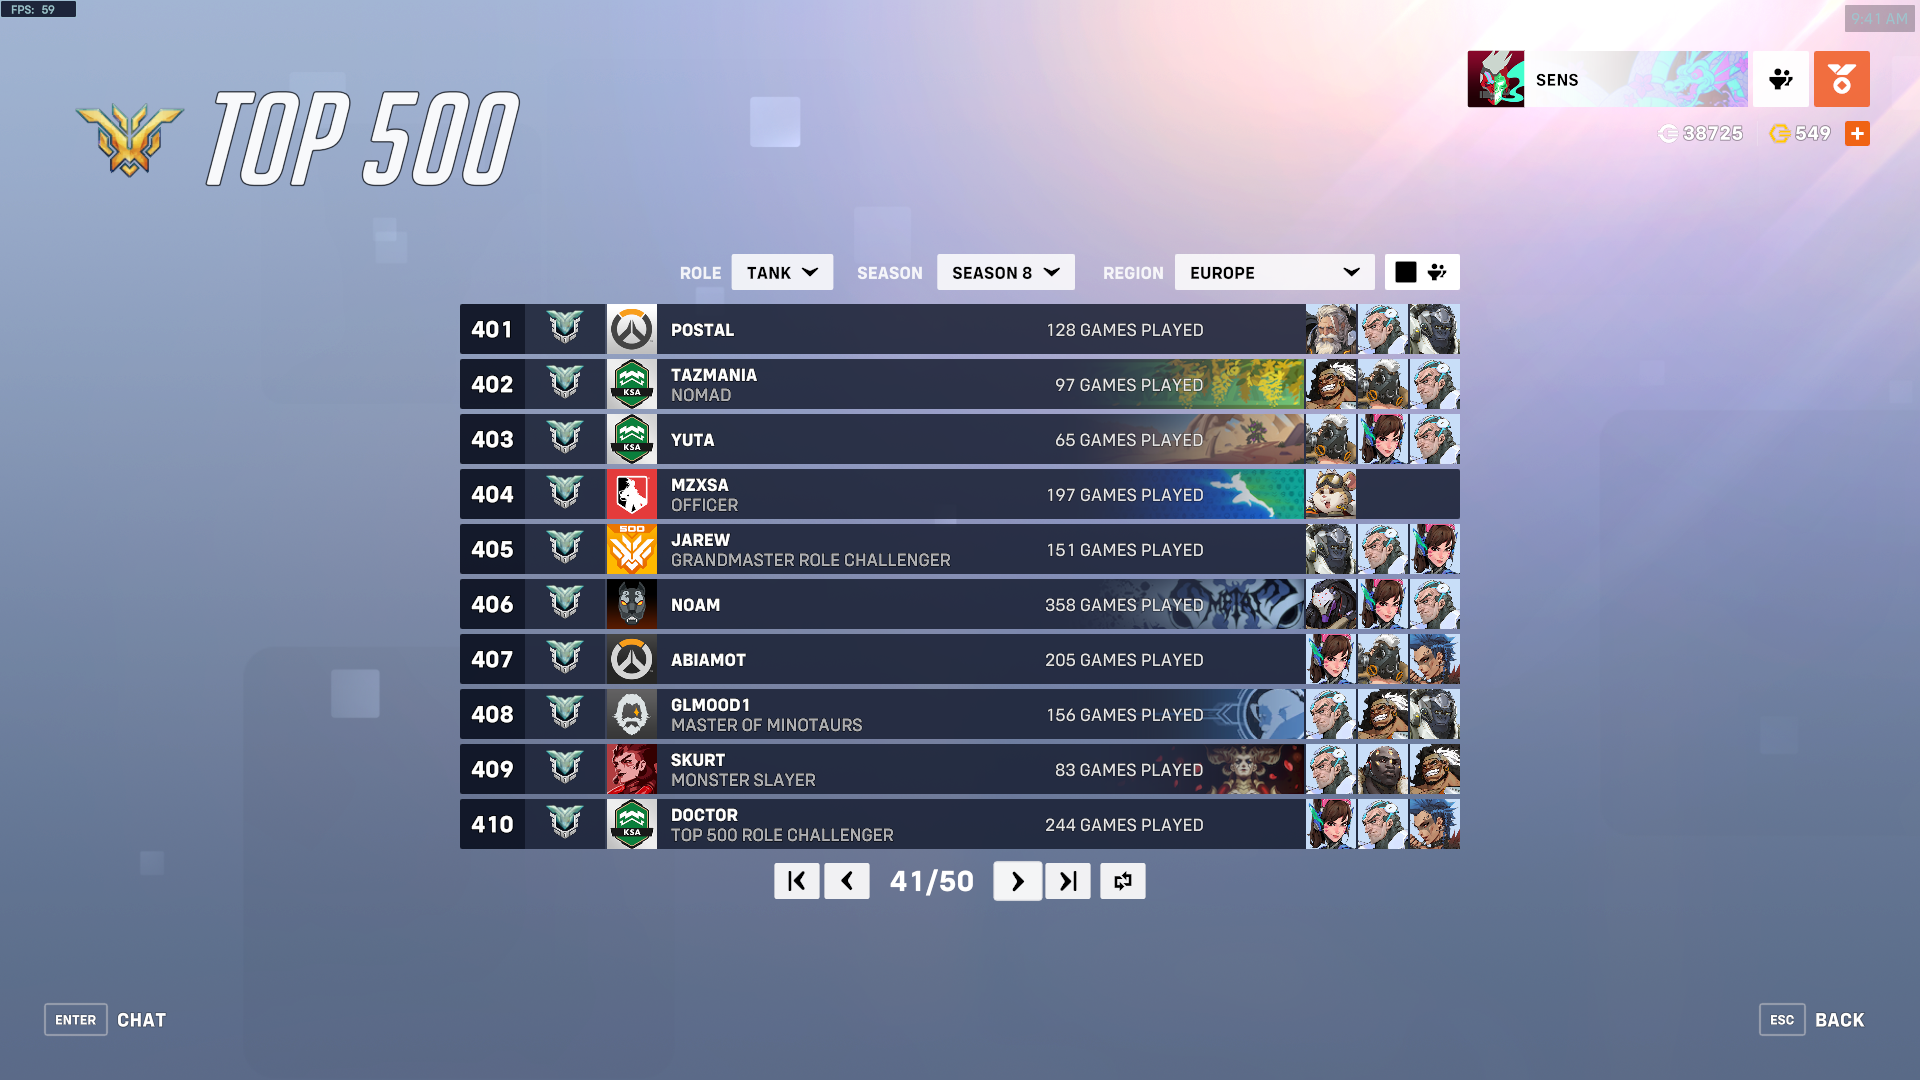 FPS: 59
9:41 AM
TOP 500
SENS
38725
549
ROLE TANK SEASON SEASON 8 REGION EUROPE
401 POSTAL 128 GAMES PLAYED
402 KSA TAZMANIA 97 GAMES PLAYED
NOMAD
403 KSA YUTA 65 GAMES PLAYED
404 MZXSA 197 GAMES PLAYED
OFFICER
405 500 JAREW 151 GAMES PLAYED
GRANDMASTER ROLE CHALLENGER
406 NOAM 358 GAMES PLAYED METAL
407 ABIAMOT 205 GAMES PLAYED
408 GLMOOD1 156 GAMES PLAYED
MASTER OF MINOTAURS
409 SKURT 83 GAMES PLAYED
MONSTER SLAYER
410 KSA DOCTOR 244 GAMES PLAYED
TOP 500 ROLE CHALLENGER
41/50
ENTER CHAT
ESC BACK